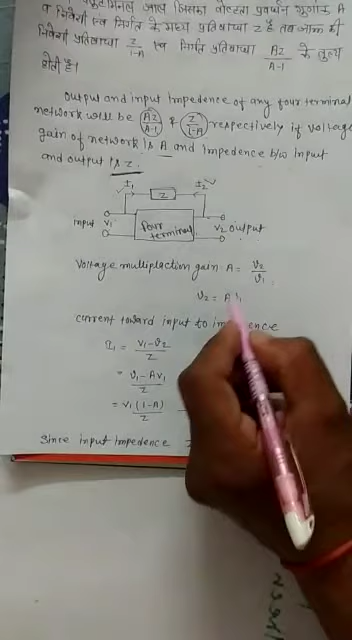 व निवेशी एवं निर्गत के मध्य प्रतिबाधा Z है तब जाल की
निवेशी प्रतिबाधा Z/1-A एवं निर्गत प्रतिबाधा AZ/A-1 के तुल्य
होती है।
Output and input Impedence of any four terminal
network will be AZ/A-1 & Z/1-A respectively if voltage
gain of network is A and Impedence b/w Input
and output is Z.
I1 Z I2
input V1 four terminal V2 output
Voltage multiplaction gain A = V2/V1
V2 = A V1
current toward input to impedence
I1 = V1-V2/Z
= V1-AV1/Z
= V1(1-A)/Z
Since input impedence